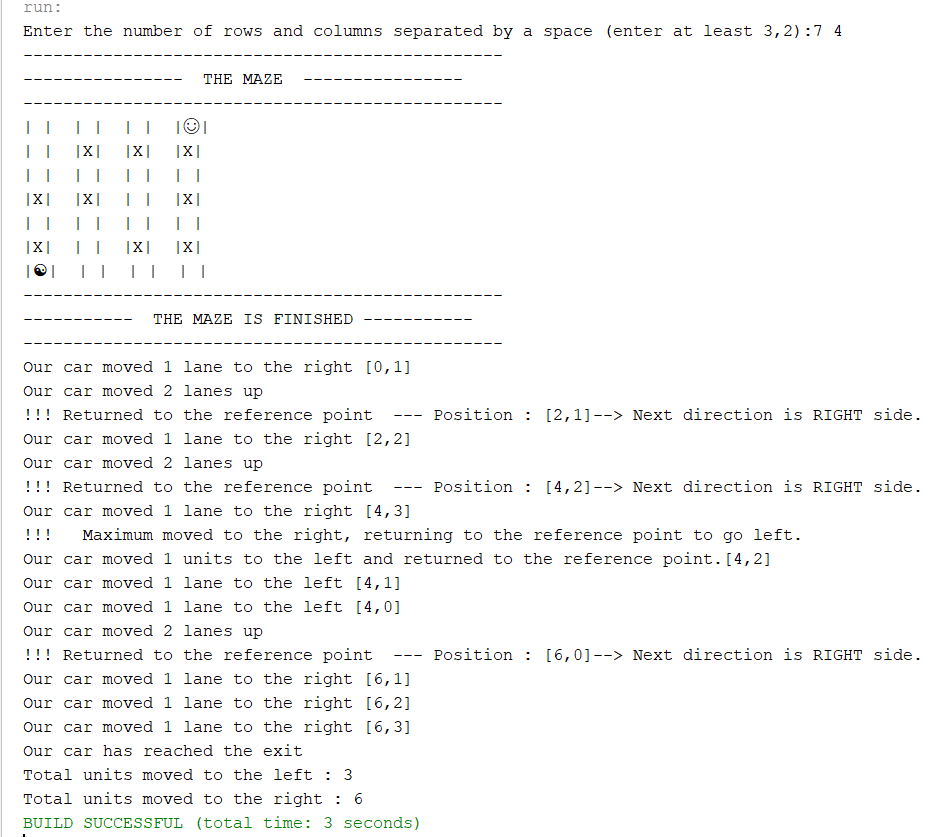 run:
Enter the number of rows and columns separated by a space (enter at least 3,2):7 4
------------------------------------------------
----------------  THE MAZE  ----------------
------------------------------------------------
| |  | |  | |  |☺|
| |  |X|  |X|  |X|
| |  | |  | |  | |
|X|  |X|  | |  |X|
| |  | |  | |  | |
|X|  | |  |X|  |X|
|☯|  | |  | |  | |
------------------------------------------------
-----------  THE MAZE IS FINISHED -----------
------------------------------------------------
Our car moved 1 lane to the right [0,1]
Our car moved 2 lanes up
!!! Returned to the reference point  --- Position : [2,1]--> Next direction is RIGHT side.
Our car moved 1 lane to the right [2,2]
Our car moved 2 lanes up
!!! Returned to the reference point  --- Position : [4,2]--> Next direction is RIGHT side.
Our car moved 1 lane to the right [4,3]
!!!   Maximum moved to the right, returning to the reference point to go left.
Our car moved 1 units to the left and returned to the reference point.[4,2]
Our car moved 1 lane to the left [4,1]
Our car moved 1 lane to the left [4,0]
Our car moved 2 lanes up
!!! Returned to the reference point  --- Position : [6,0]--> Next direction is RIGHT side.
Our car moved 1 lane to the right [6,1]
Our car moved 1 lane to the right [6,2]
Our car moved 1 lane to the right [6,3]
Our car has reached the exit
Total units moved to the left : 3
Total units moved to the right : 6
BUILD SUCCESSFUL (total time: 3 seconds)